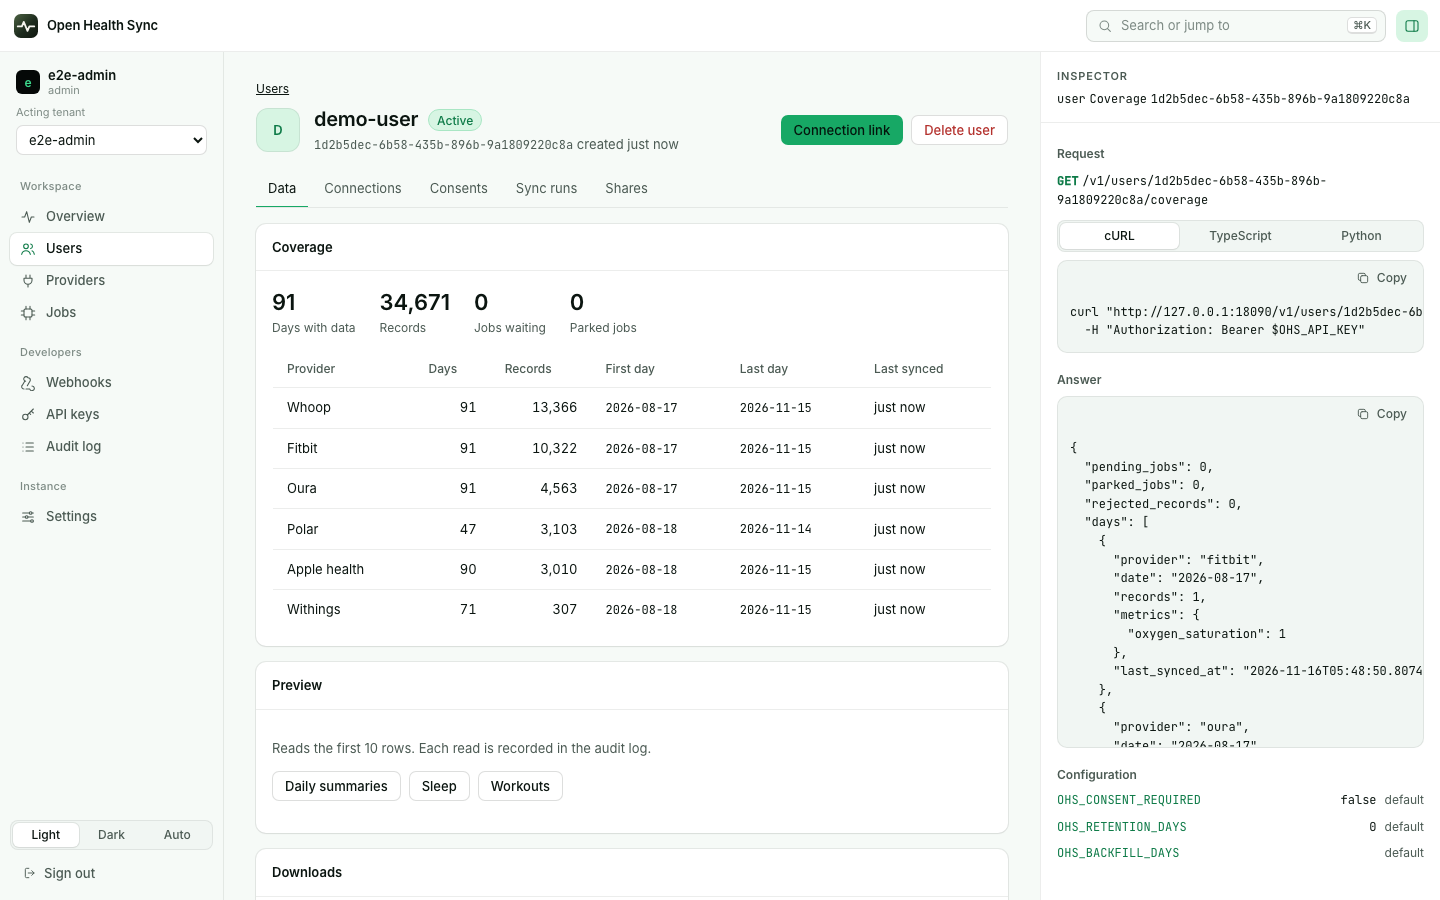 Open Health Sync
Search or jump to
⌘K
e
e2e-admin
admin
Acting tenant
e2e-admin
Workspace
Overview
Users
Providers
Jobs
Developers
Webhooks
API keys
Audit log
Instance
Settings
Light Dark Auto
Sign out
Users
D
demo-user Active
1d2b5dec-6b58-435b-896b-9a1809220c8a created just now
Connection link
Delete user
Data Connections Consents Sync runs Shares
Coverage
91 34,671 0 0
Days with data Records Jobs waiting Parked jobs
Provider Days Records First day Last day Last synced
Whoop 91 13,366 2026-08-17 2026-11-15 just now
Fitbit 91 10,322 2026-08-17 2026-11-15 just now
Oura 91 4,563 2026-08-17 2026-11-15 just now
Polar 47 3,103 2026-08-18 2026-11-14 just now
Apple health 90 3,010 2026-08-18 2026-11-15 just now
Withings 71 307 2026-08-18 2026-11-15 just now
Preview
Reads the first 10 rows. Each read is recorded in the audit log.
Daily summaries Sleep Workouts
Downloads
INSPECTOR
user Coverage 1d2b5dec-6b58-435b-896b-9a1809220c8a
Request
GET /v1/users/1d2b5dec-6b58-435b-896b-
9a1809220c8a/coverage
cURL TypeScript Python
Copy
curl "http://127.0.0.1:18090/v1/users/1d2b5dec-6b
-H "Authorization: Bearer $OHS_API_KEY"
Answer
Copy
{
"pending_jobs": 0,
"parked_jobs": 0,
"rejected_records": 0,
"days": [
{
"provider": "fitbit",
"date": "2026-08-17",
"records": 1,
"metrics": {
"oxygen_saturation": 1
},
"last_synced_at": "2026-11-16T05:48:50.8074
},
{
"provider": "oura",
"date": "2026-08-17"
Configuration
OHS_CONSENT_REQUIRED false default
OHS_RETENTION_DAYS 0 default
OHS_BACKFILL_DAYS default